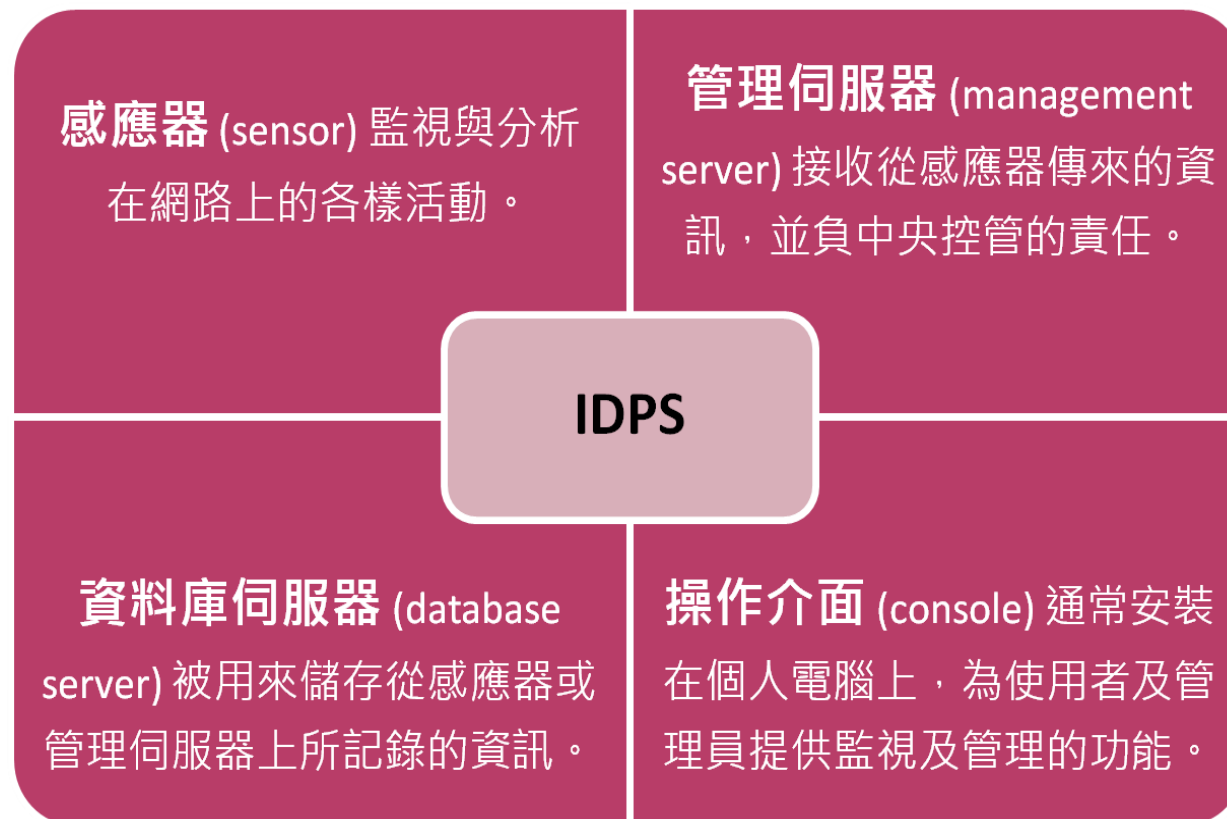 感應器 (sensor) 監視與分析
在網路上的各樣活動。
管理伺服器 (management
server) 接收從感應器傳來的資
訊，並負中央控管的責任。
IDPS
資料庫伺服器 (database
server) 被用來儲存從感應器或
管理伺服器上所記錄的資訊。
操作介面 (console) 通常安裝
在個人電腦上，為使用者及管
理員提供監視及管理的功能。